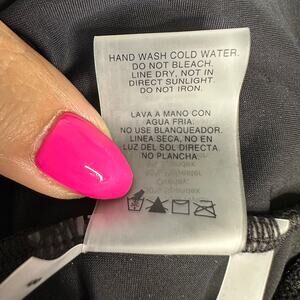 HAND WASH COLD WATER.
DO NOT BLEACH.
LINE DRY, NOT IN
DIRECT SUNLIGHT.
DO NOT IRON.
LAVA A MANO CON
AGUA FRIA.
NO USE BLANQUEADOR.
LINEA SECA, NO EN
LUZ DEL SOL DIRECTA.
NO PLANCHA.